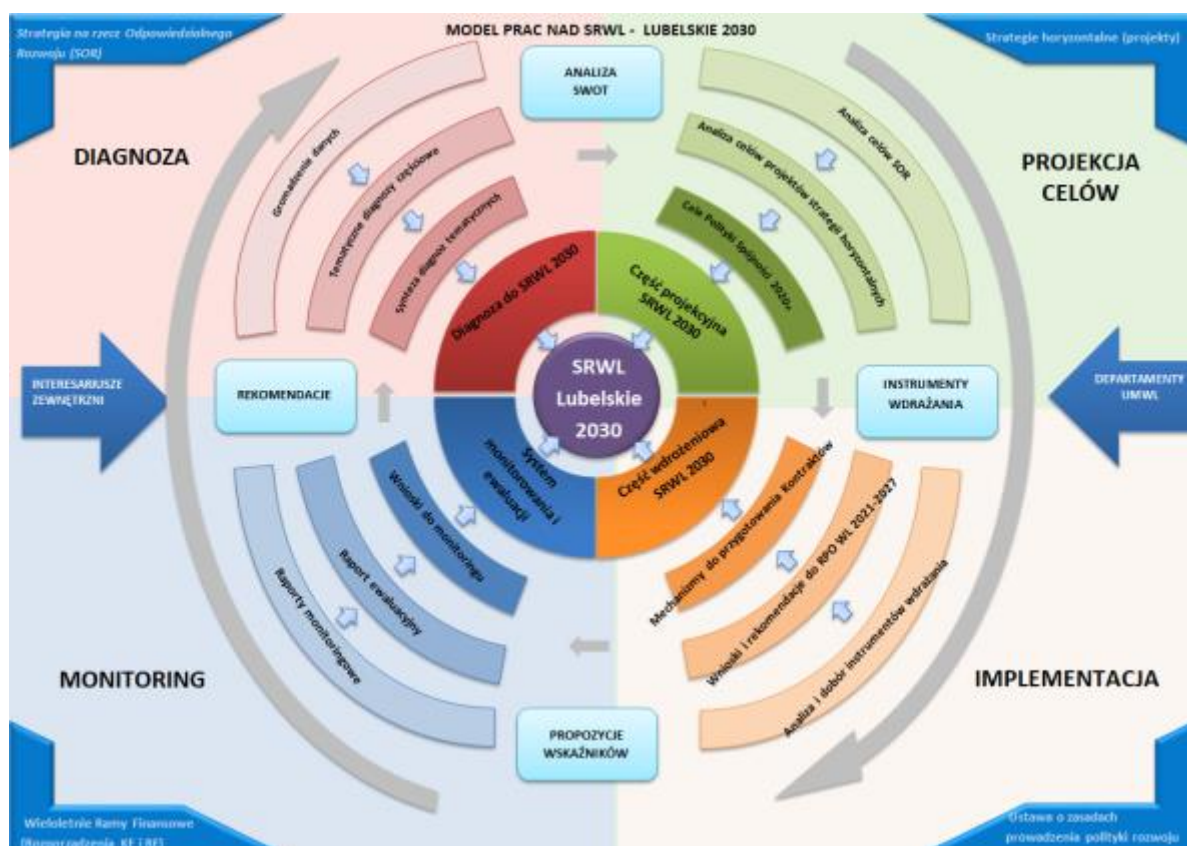 MODEL PRAC NAD SRWL - LUBELSKIE 2030
Strategia na rzecz Odpowiedzialnego
Rozwoju (SOR)
Strategie horyzontalne (projekty)
ANALIZA
SWOT
DIAGNOZA
PROJEKCJA
CELÓW
Gromadzenie danych
Tematyczne diagnozy częściowe
Synteza diagnoz tematycznych
Diagnoza do SRWL 2030
Analiza celów SOR
Analiza celów projektów strategii horyzontalnych
Cele Polityki Spójności 2020+
Część projekcyjna
SRWL 2030
INTERESARIUSZE
ZEWNĘTRZNI
REKOMENDACJE
SRWL
Lubelskie
2030
INSTRUMENTY
WDRAŻANIA
DEPARTAMENTY
UMWL
System
monitorowania i
ewaluacji
Wnioski do monitoringu
Raport ewaluacyjny
Raporty monitoringowe
Część wdrożeniowa
SRWL 2030
Mechanizmy do przygotowania Kontraktów
Wnioski i rekomendacje do RPO WL 2021-2027
Analiza i dobór instrumentów wdrażania
MONITORING
IMPLEMENTACJA
PROPOZYCJE
WSKAŹNIKÓW
Wieloletnie Ramy Finansowe
(Rozporządzenia KE i RE)
Ustawa o zasadach
prowadzenia polityki rozwoju